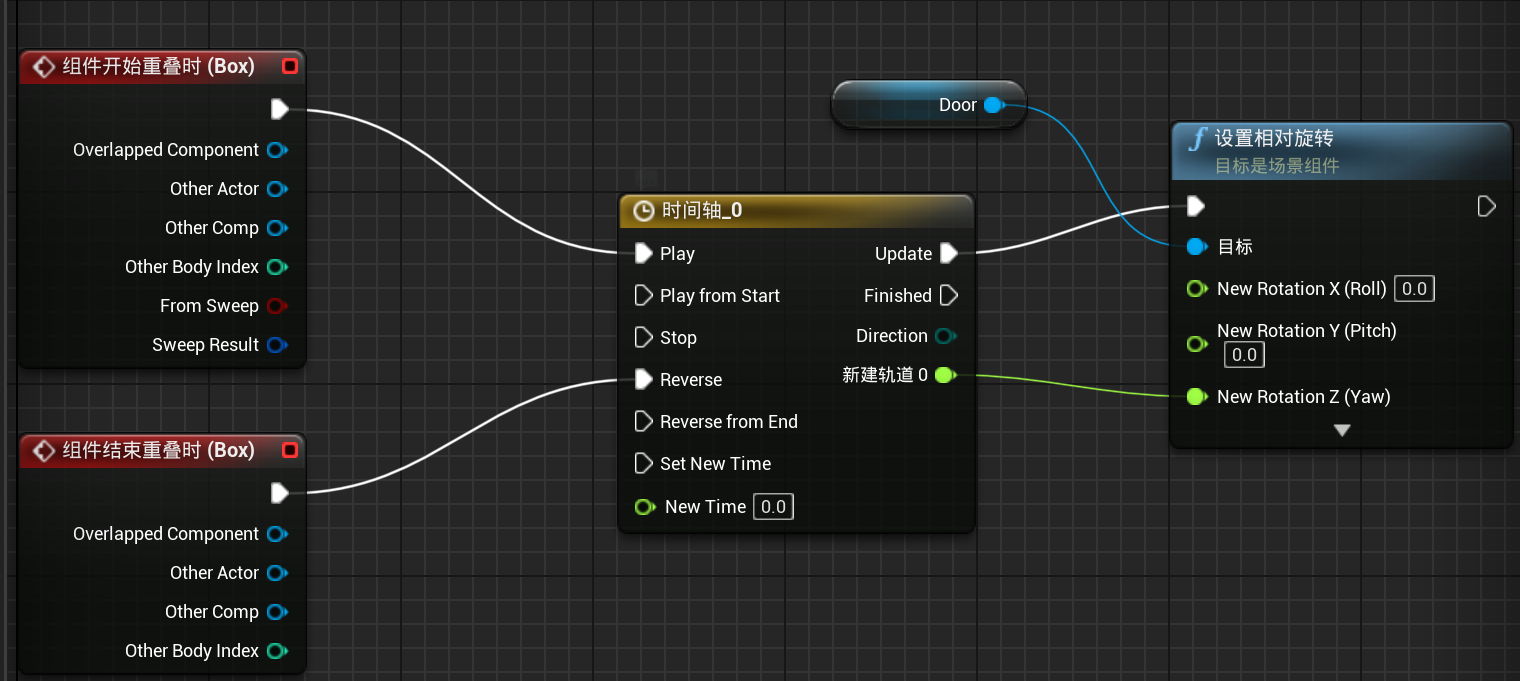 组件开始重叠时 (Box)
Overlapped Component
Other Actor
Other Comp
Other Body Index
From Sweep
Sweep Result
组件结束重叠时 (Box)
Overlapped Component
Other Actor
Other Comp
Other Body Index
时间轴_0
Play
Update
Play from Start
Finished
Stop
Direction
新建轨道 0
Reverse
Reverse from End
Set New Time
New Time 0.0
Door
f 设置相对旋转
目标是场景组件
目标
New Rotation X (Roll) 0.0
New Rotation Y (Pitch)
0.0
New Rotation Z (Yaw)